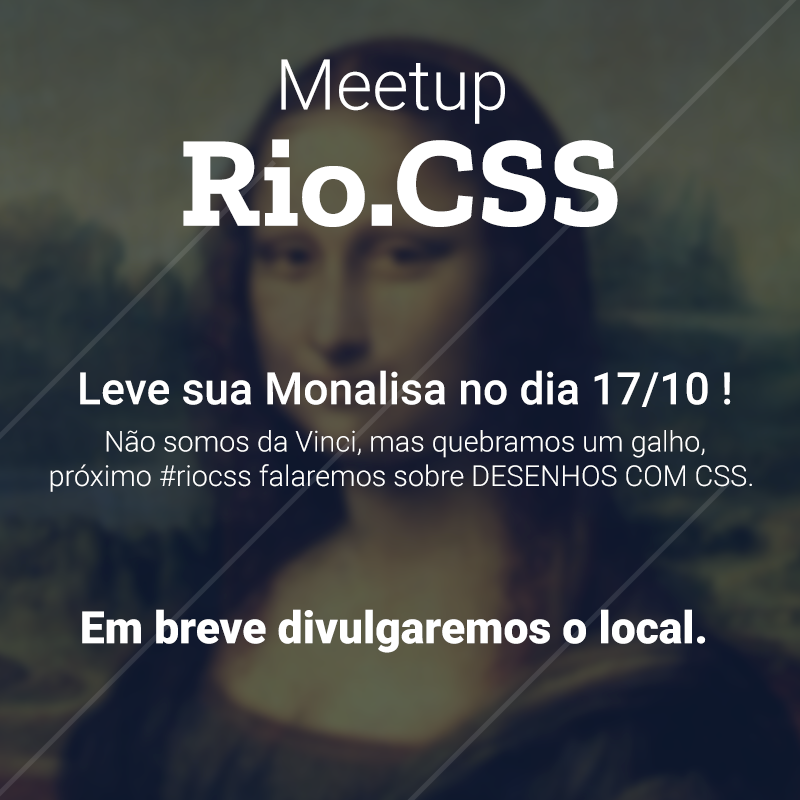 Meetup
Rio.CSS
Leve sua Monalisa no dia 17/10 !
Não somos da Vinci, mas quebramos um galho,
próximo #riocss falaremos sobre DESENHOS COM CSS.
Em breve divulgaremos o local.